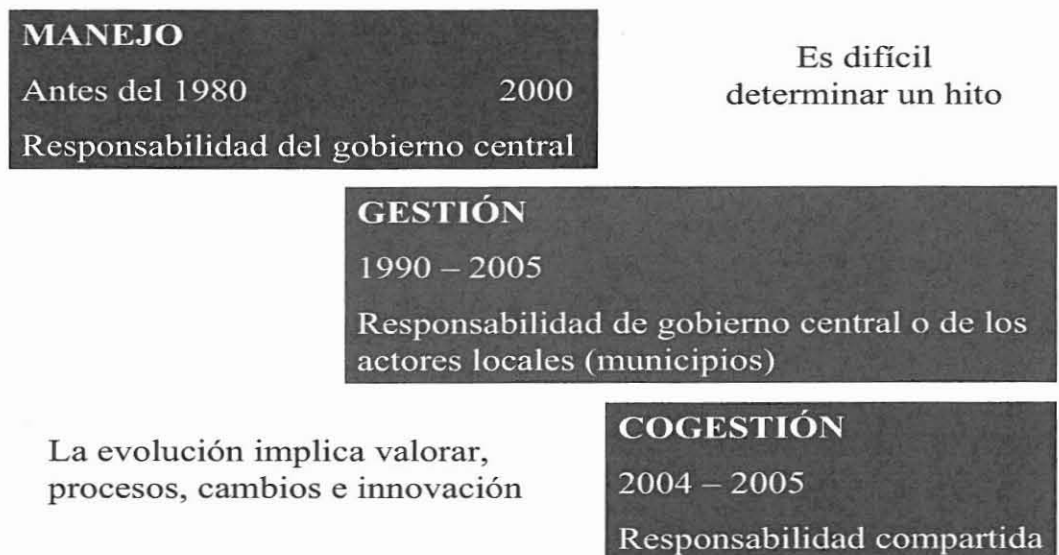 MANEJO
Antes del 1980 2000
Responsabilidad del gobierno central
Es difícil
determinar un hito
GESTIÓN
1990 – 2005
Responsabilidad de gobierno central o de los
actores locales (municipios)
La evolución implica valorar,
procesos, cambios e innovación
COGESTIÓN
2004 – 2005
Responsabilidad compartida